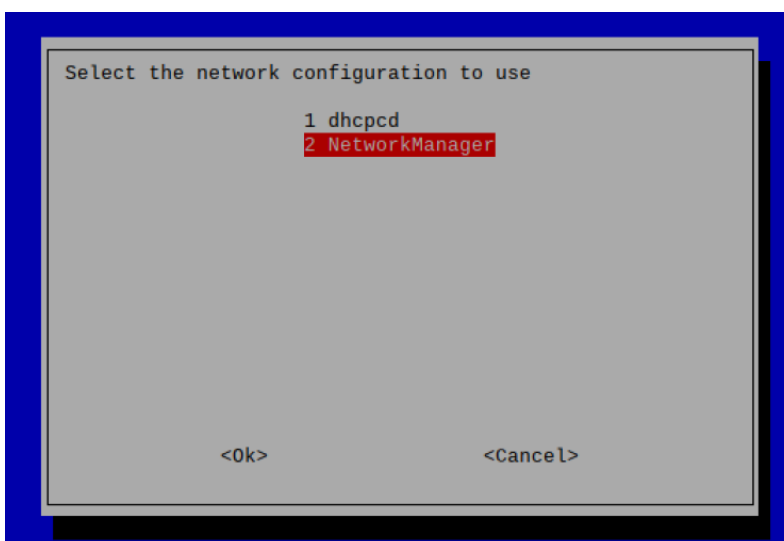 Select the network configuration to use
1 dhcpcd
2 NetworkManager
<Ok> <Cancel>